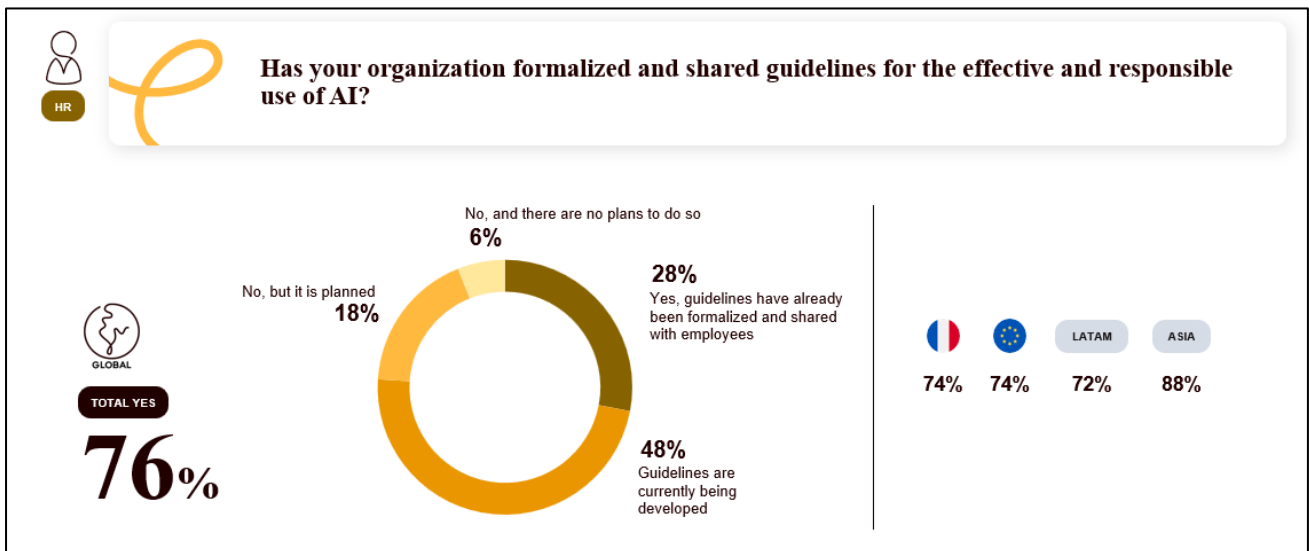 HR
Has your organization formalized and shared guidelines for the effective and responsible
use of AI?
No, and there are no plans to do so
6%
No, but it is planned
18%
28%
Yes, guidelines have already
been formalized and shared
with employees
GLOBAL
TOTAL YES
76%
48%
Guidelines are
currently being
developed
LATAM
ASIA
74%
74%
72%
88%